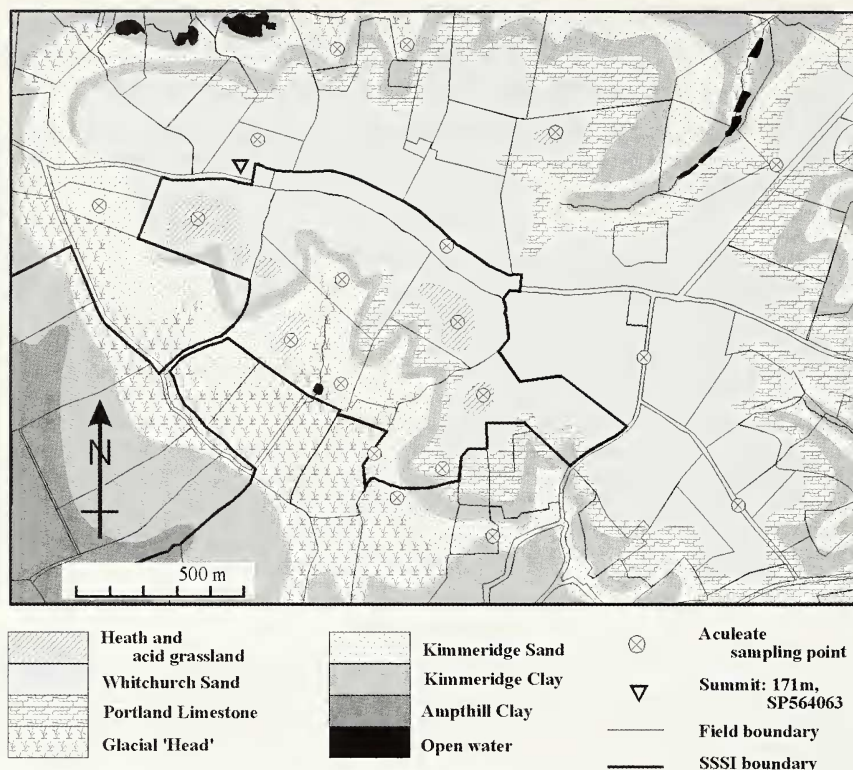 N
500 m
Heath and
acid grassland
Whitchurch Sand
Portland Limestone
Glacial 'Head'
Kimmeridge Sand
Kimmeridge Clay
Ampthill Clay
Open water
Aculeate
sampling point
Summit: 171m,
SP564063
Field boundary
SSSI boundary